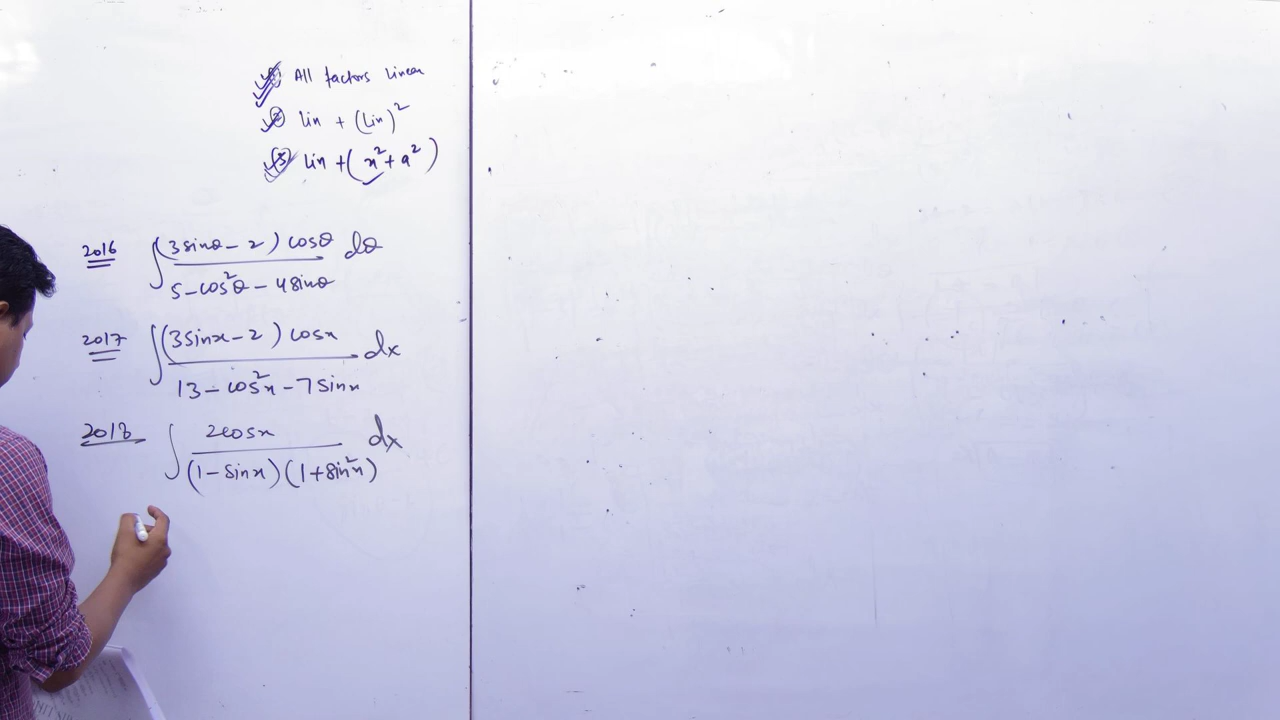 ① All factors linear
② lin + (Lin)²
③ Lin + (x² + a²)
2016 ∫ (3sinθ - 2) cosθ / 5 - cos²θ - 4sinθ dθ
2017 ∫ (3sinx - 2) cosx / 13 - cos²x - 7sinx dx
2018 ∫ 2cosx / (1 - sinx)(1 + sin²x) dx